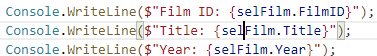 Console.WriteLine($"Film ID: {selFilm.FilmID}");
Console.WriteLine($"Title: {selFilm.Title}");
Console.WriteLine($"Year: {selFilm.Year}");